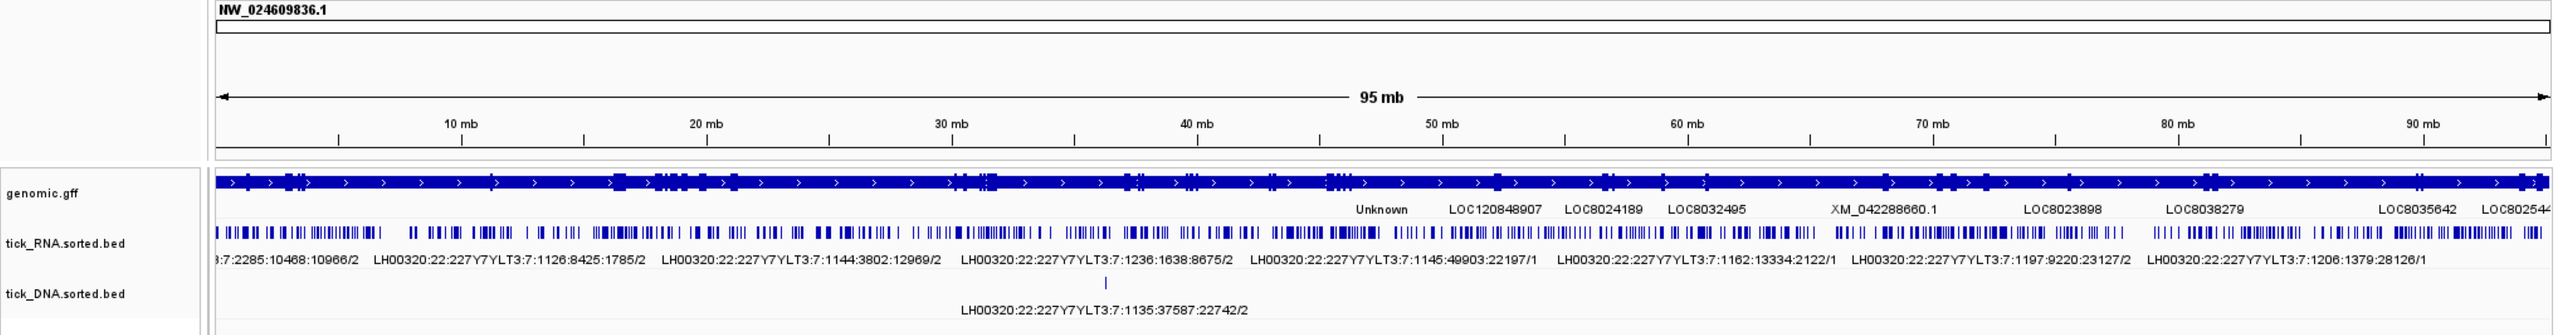 NW_024609836.1
95 mb
10 mb 20 mb 30 mb 40 mb 50 mb 60 mb 70 mb 80 mb 90 mb
genomic.gff
Unknown LOC120848907 LOC8024189 LOC8032495 XM_042288660.1 LOC8023898 LOC8038279 LOC8035642 LOC802544
tick_RNA.sorted.bed
3:7:2285:10468:10966/2 LH00320:22:227Y7YLT3:7:1126:8425:1785/2 LH00320:22:227Y7YLT3:7:1144:3802:12969/2 LH00320:22:227Y7YLT3:7:1236:1638:8675/2 LH00320:22:227Y7YLT3:7:1145:49903:22197/1 LH00320:22:227Y7YLT3:7:1162:13334:2122/1 LH00320:22:227Y7YLT3:7:1197:9220:23127/2 LH00320:22:227Y7YLT3:7:1206:1379:28126/1
tick_DNA.sorted.bed
LH00320:22:227Y7YLT3:7:1135:37587:22742/2